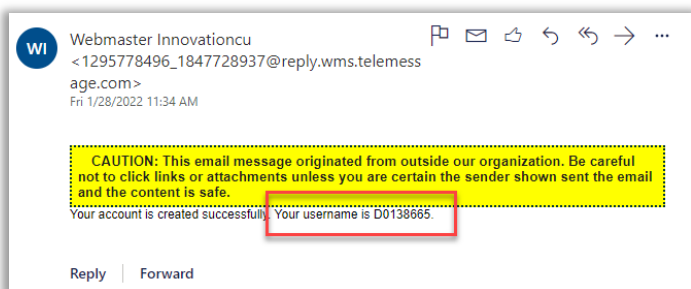 WI
Webmaster Innovationcu
<1295778496_1847728937@reply.wms.telemess
age.com>
Fri 1/28/2022 11:34 AM
CAUTION: This email message originated from outside our organization. Be careful
not to click links or attachments unless you are certain the sender shown sent the email
and the content is safe.
Your account is created successfully. Your username is D0138665.
Reply | Forward